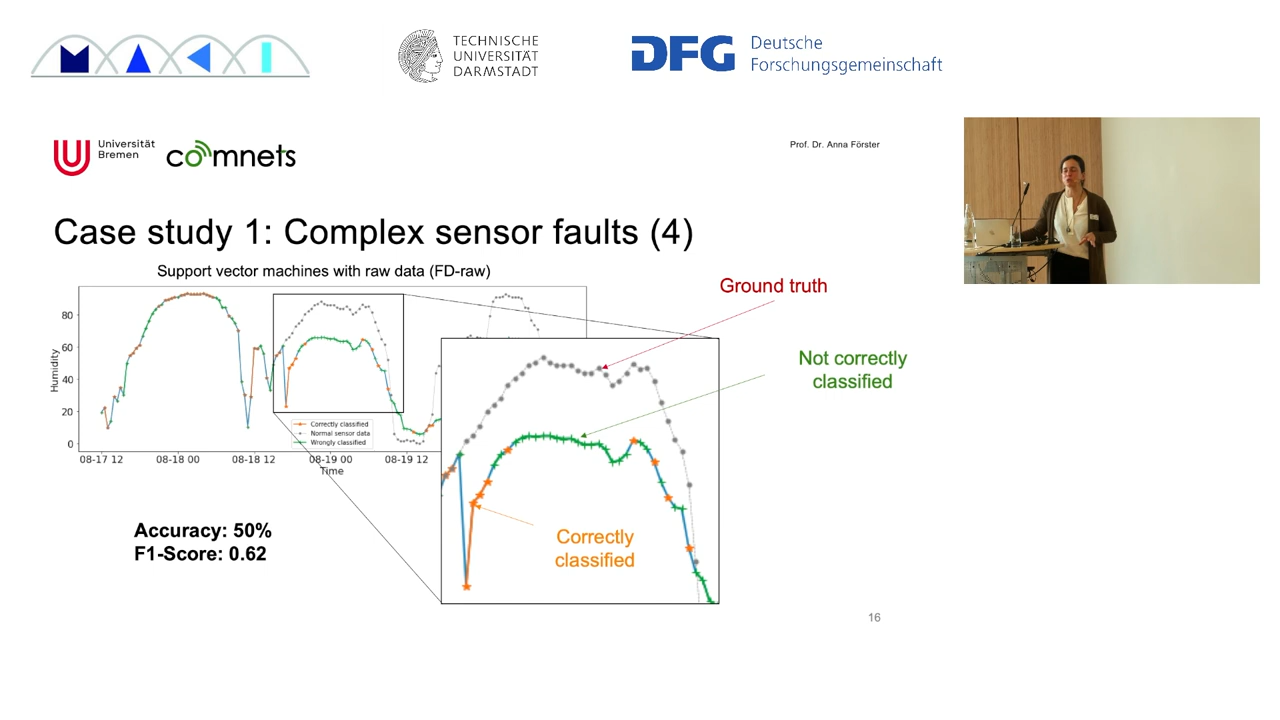 MAKI
TECHNISCHE
UNIVERSITÄT
DARMSTADT
DFG
Deutsche
Forschungsgemeinschaft
Universität
Bremen
comnets
Prof. Dr. Anna Förster
Case study 1: Complex sensor faults (4)
Support vector machines with raw data (FD-raw)
Ground truth
Not correctly
classified
Humidity
80
60
40
20
0
Correctly classified
Normal sensor data
Wrongly classified
08-17 12
08-18 00
08-18 12
08-19 00
08-19 12
Time
Correctly
classified
Accuracy: 50%
F1-Score: 0.62
16